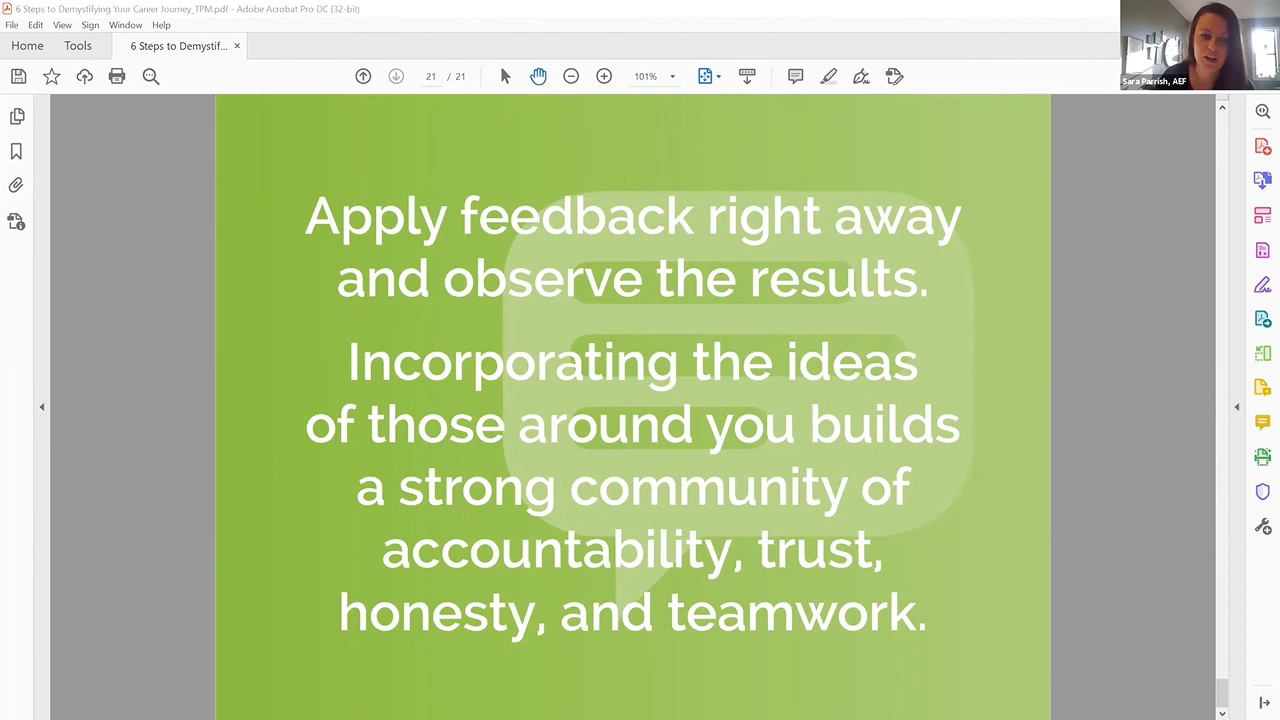 6 Steps to Demystifying Your Career Journey_TPM.pdf - Adobe Acrobat Pro DC (32-bit)
File Edit View Sign Window Help
Home Tools 6 Steps to Demystif... ×
21 / 21 101%
Sara Parrish, AEF
Apply feedback right away
and observe the results.
Incorporating the ideas
of those around you builds
a strong community of
accountability, trust,
honesty, and teamwork.